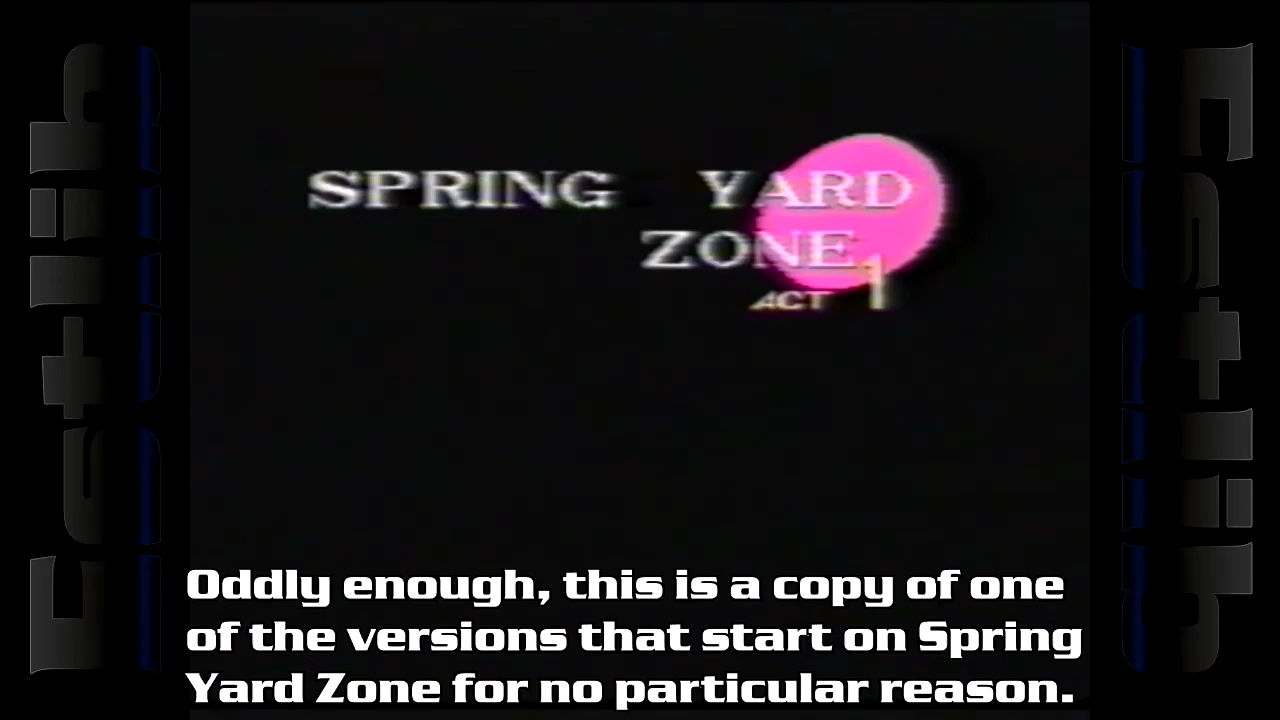 SPRING YARD
ZONE
ACT 1
Oddly enough, this is a copy of one
of the versions that start on Spring
Yard Zone for no particular reason.